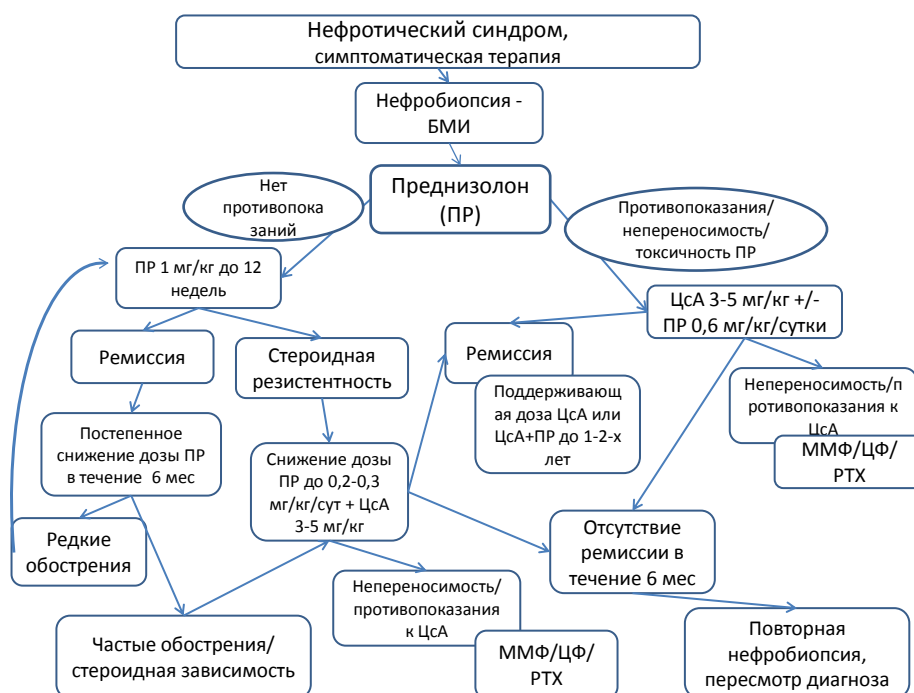 Нефротический синдром,
симптоматическая терапия
Нефробиопсия -
БМИ
Преднизолон
(ПР)
Нет
противопока
заний
Противопоказания/
непереносимость/
токсичность ПР
ПР 1 мг/кг до 12
недель
ЦсА 3-5 мг/кг +/-
ПР 0,6 мг/кг/сутки
Ремиссия
Стероидная
резистентность
Ремиссия
Поддерживающ
ая доза ЦсА или
ЦсА+ПР до 1-2-х
лет
Непереносимость/п
ротивопоказания к
ЦсА
ММФ/ЦФ/
РТХ
Постепенное
снижение дозы ПР
в течение 6 мес
Снижение дозы
ПР до 0,2-0,3
мг/кг/сут + ЦсА
3-5 мг/кг
Редкие
обострения
Отсутствие
ремиссии в
течение 6 мес
Непереносимость/
противопоказания
к ЦсА
ММФ/ЦФ/
РТХ
Частые обострения/
стероидная зависимость
Повторная
нефробиопсия,
пересмотр диагноза